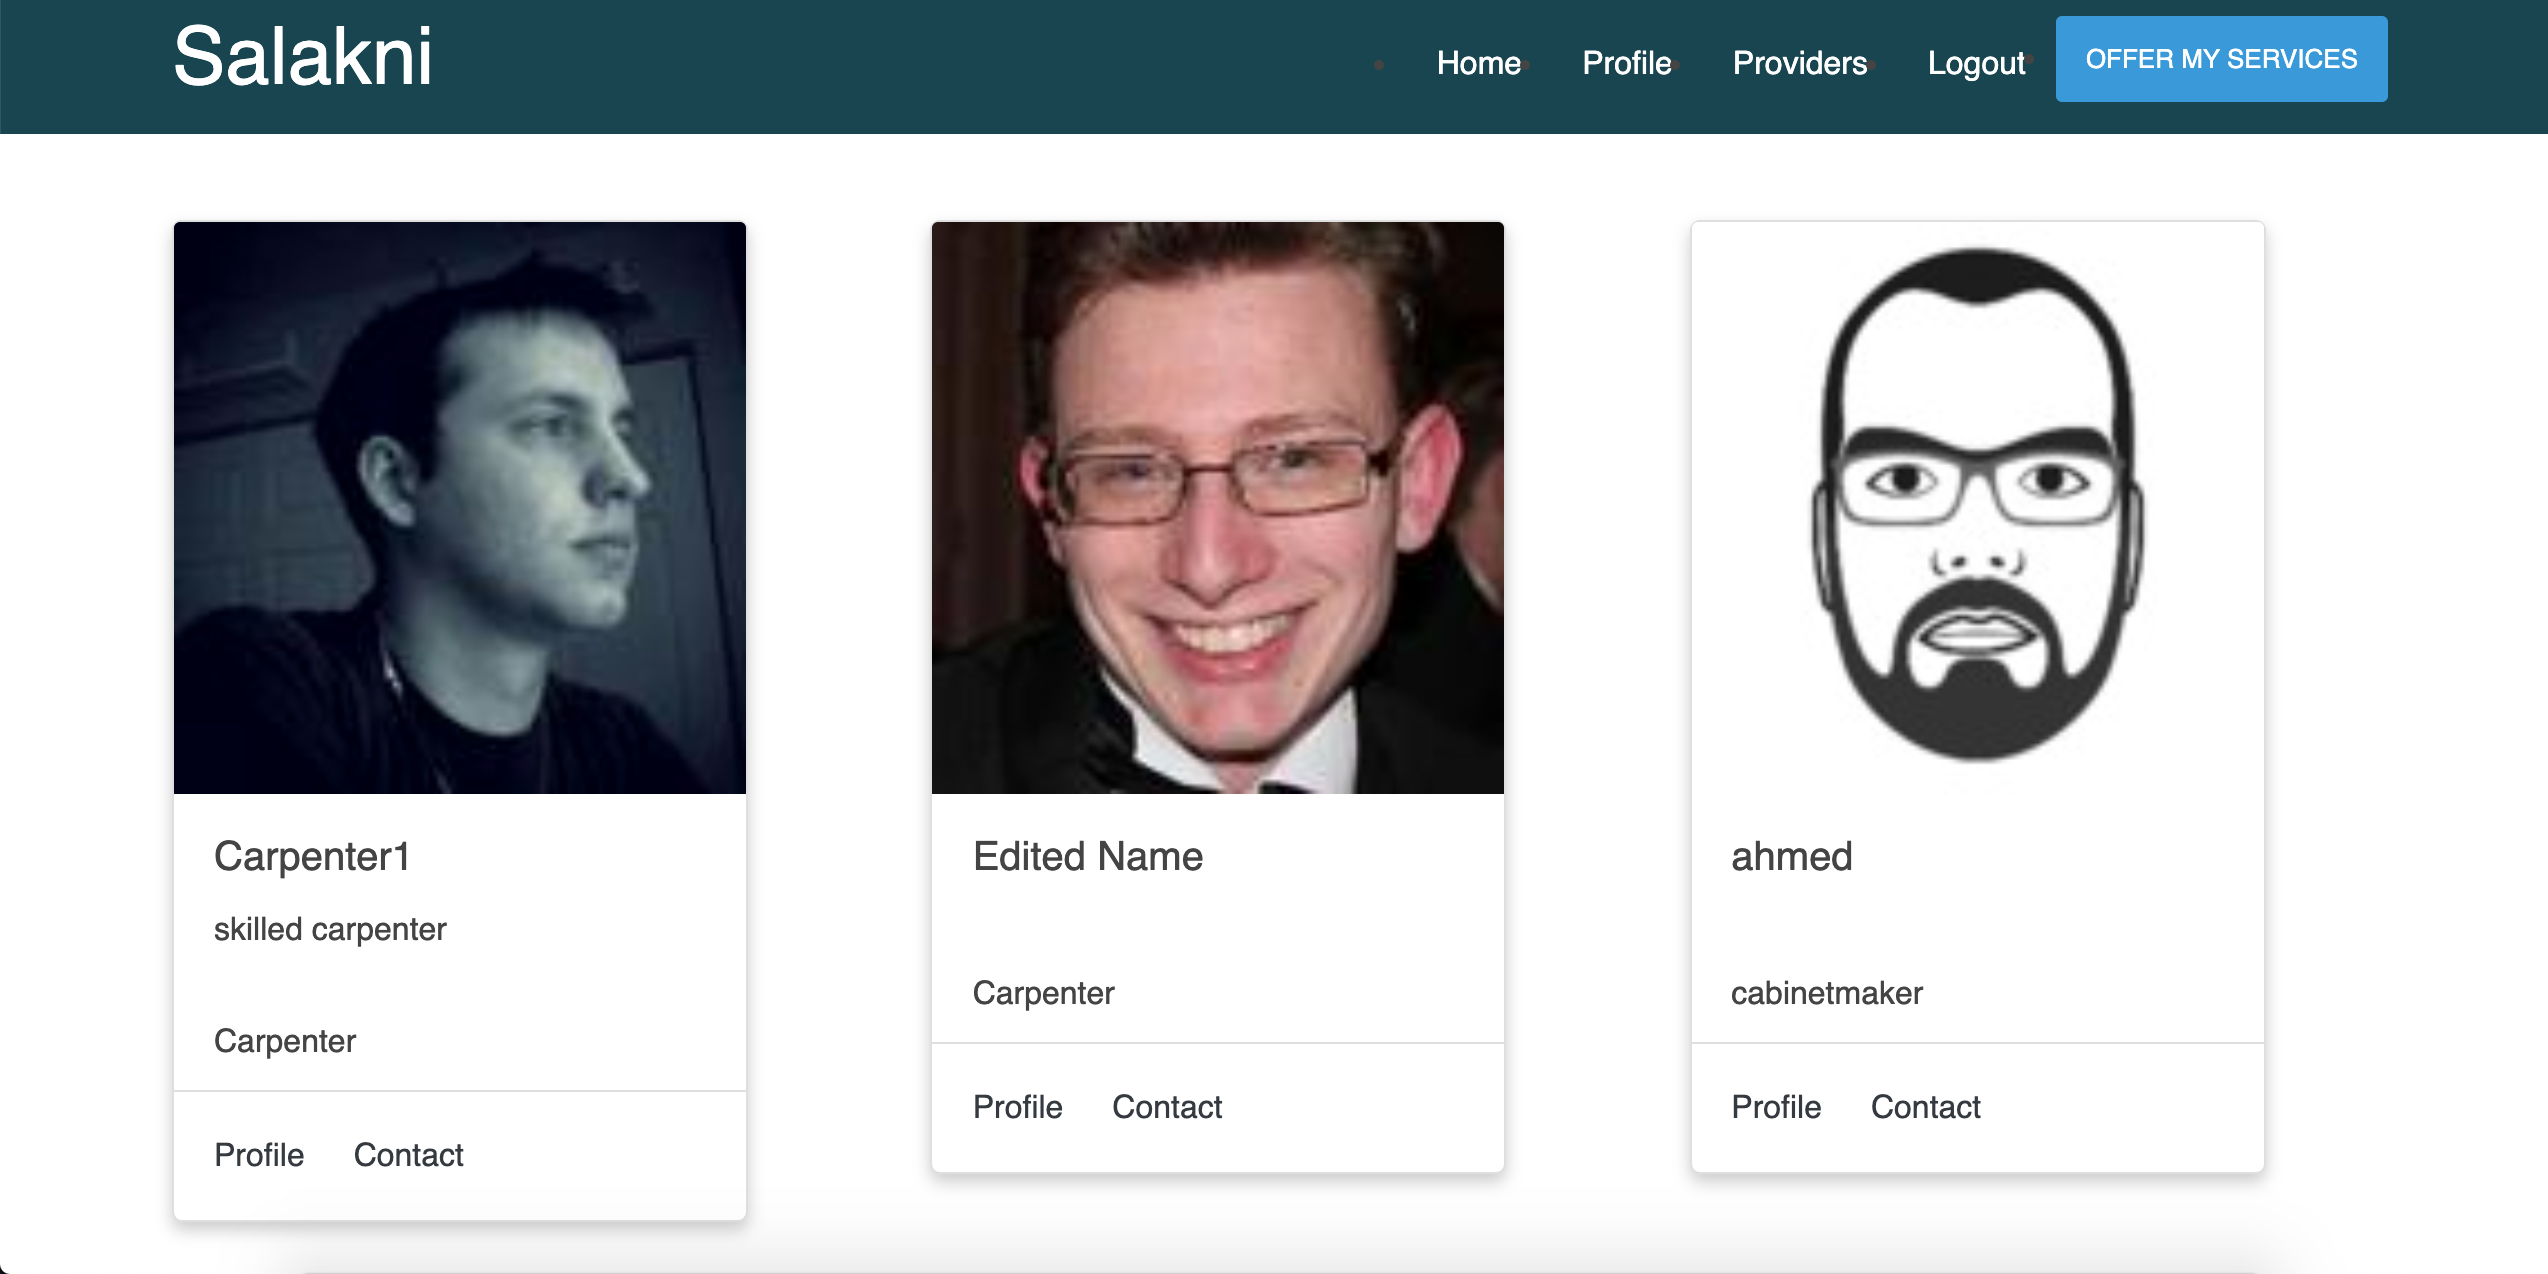 Salakni
Home Profile Providers Logout OFFER MY SERVICES
Carpenter1
skilled carpenter
Carpenter
Profile Contact
Edited Name
Carpenter
Profile Contact
ahmed
cabinetmaker
Profile Contact